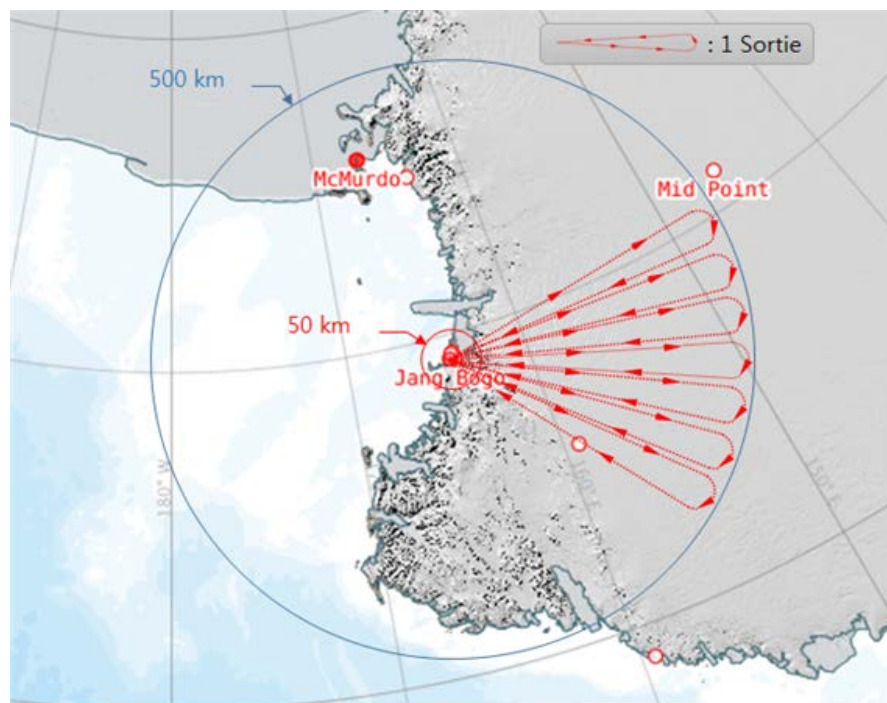 : 1 Sortie
500 km
McMurdo
Mid Point
50 km
Jang Bogo
180° W
160° E
150° E